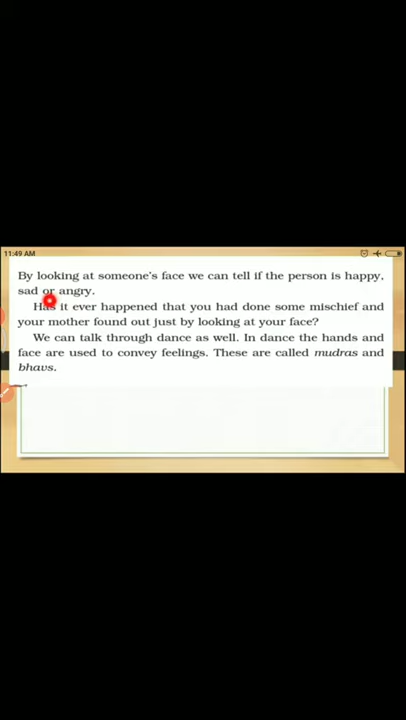 11:49 AM
By looking at someone's face we can tell if the person is happy,
sad or angry.
Has it ever happened that you had done some mischief and
your mother found out just by looking at your face?
We can talk through dance as well. In dance the hands and
face are used to convey feelings. These are called mudras and
bhavs.